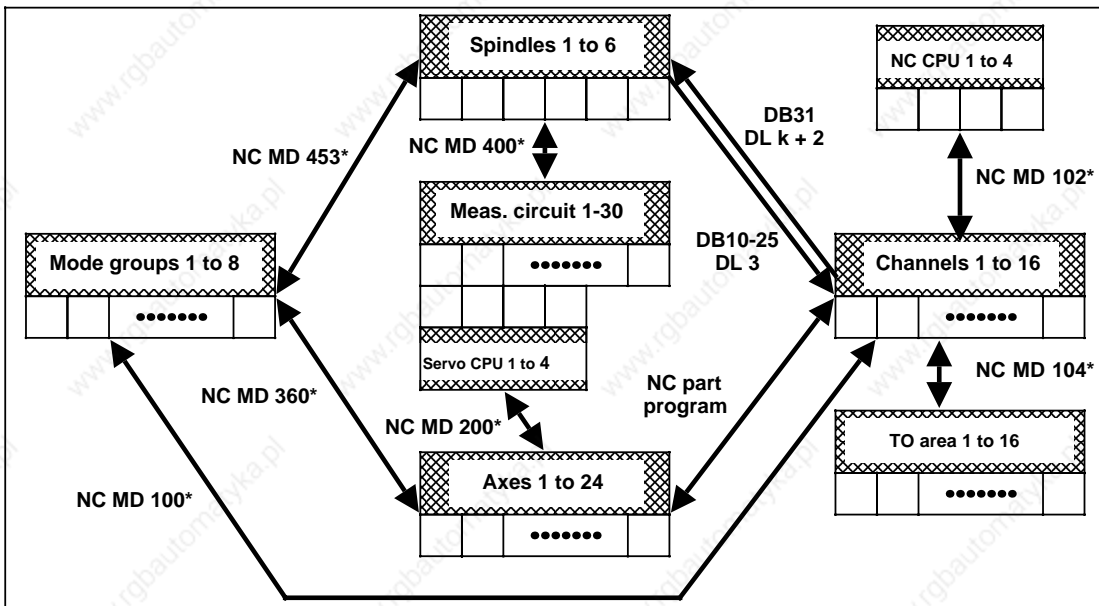 Spindles 1 to 6
NC CPU 1 to 4
DB31
DL k + 2
NC MD 453*
NC MD 400*
NC MD 102*
Meas. circuit 1-30
Mode groups 1 to 8
DB10-25
DL 3
Channels 1 to 16
Servo CPU 1 to 4
NC MD 360*
NC part
program
NC MD 104*
NC MD 200*
TO area 1 to 16
Axes 1 to 24
NC MD 100*
www.rgbautomatyka.pl